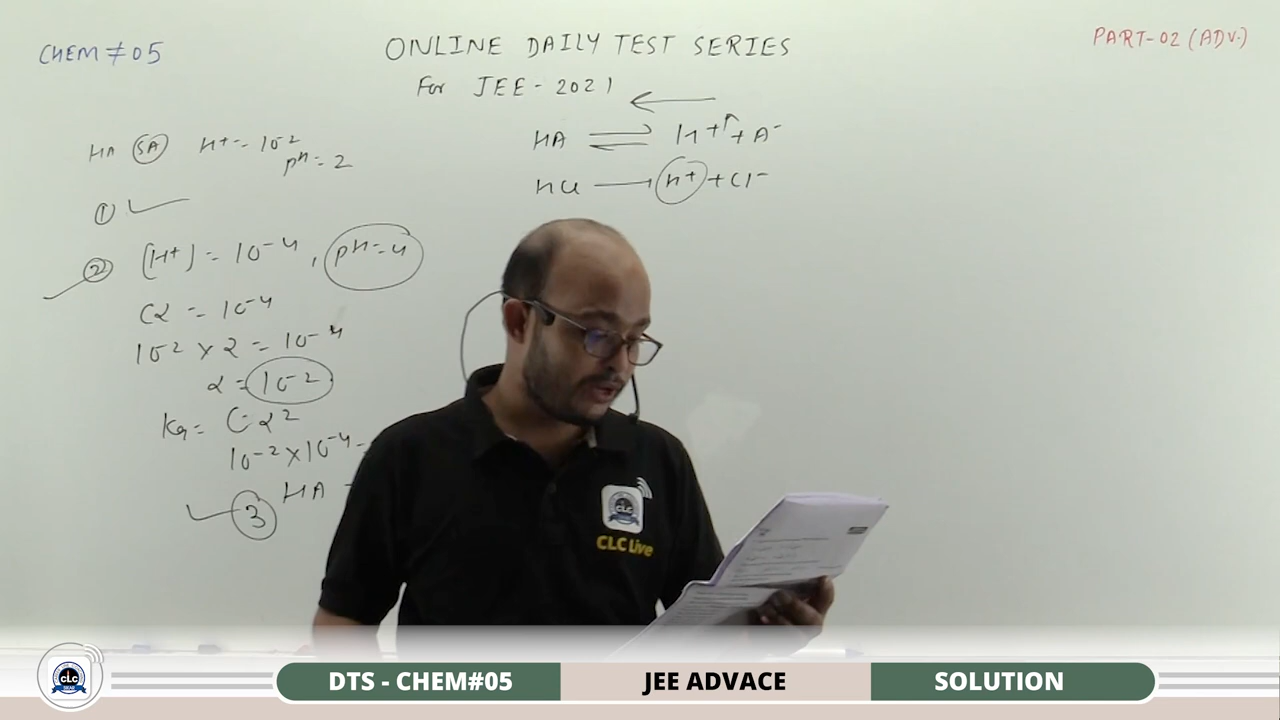 CHEM # 05
ONLINE DAILY TEST SERIES
For JEE - 2021
PART-02 (ADV.)
HA ⇌ H+ + A-
HCl → H+ + Cl-
HA SA H+ = 10-2
pH = 2
①
② [H+] = 10-4, pH = 4
Cα = 10-4
10-2 × α = 10-4
α = 10-2
Ka = Cα2
10-2 × 10-4
3 HA
CLC
CLC Live
CLC
DTS - CHEM#05
JEE ADVACE
SOLUTION